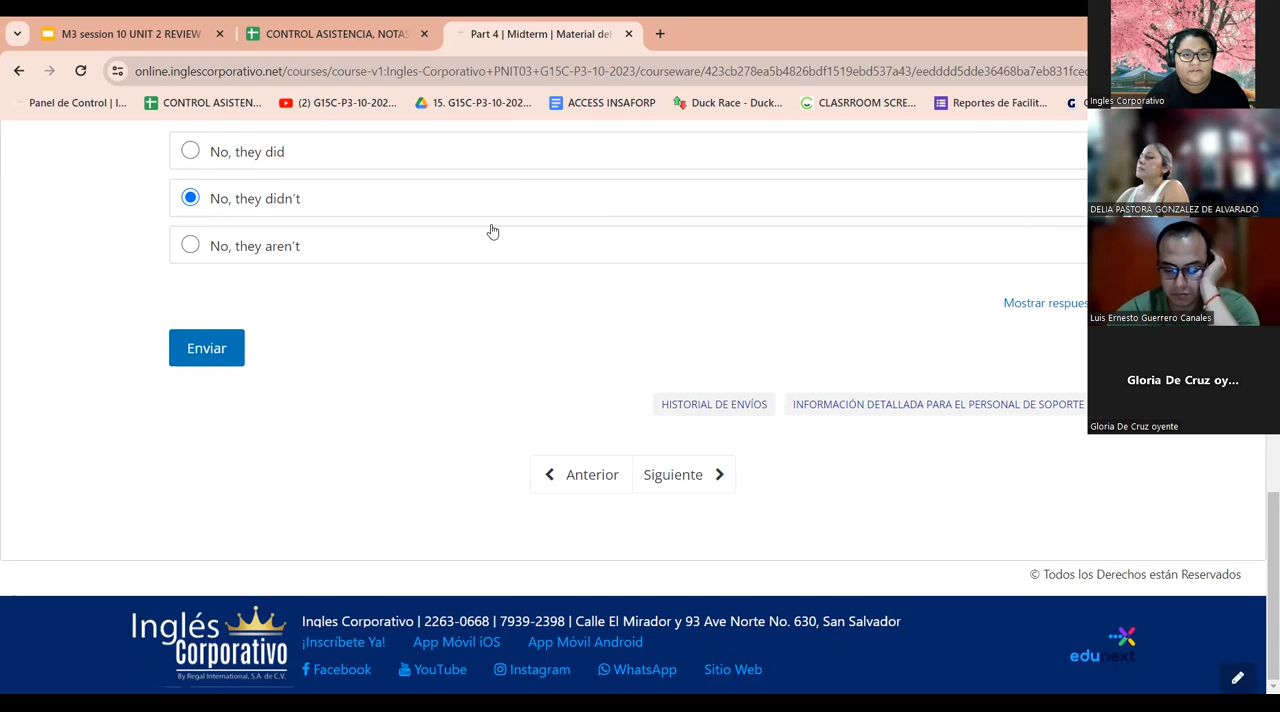 M3 session 10 UNIT 2 REVIEW
CONTROL ASISTENCIA, NOTAS
Part 4 | Midterm | Material del
online.inglescorporativo.net/courses/course-v1:Ingles-Corporativo+PNIT03+G15C-P3-10-2023/courseware/423cb278ea5b4826bdf1519ebd537a43/eedddd5dde36468ba7eb831fce
Panel de Control | I...
CONTROL ASISTEN...
(2) G15C-P3-10-202...
15. G15C-P3-10-202...
ACCESS INSAFORP
Duck Race - Duck...
CLASRROOM SCRE...
Reportes de Facilit...
Ingles Corporativo
DELIA PASTORA GONZALEZ DE ALVARADO
Luis Ernesto Guerrero Canales
Gloria De Cruz oy...
Gloria De Cruz oyente
No, they did
No, they didn't
No, they aren't
Mostrar respues
Enviar
HISTORIAL DE ENVÍOS
INFORMACIÓN DETALLADA PARA EL PERSONAL DE SOPORTE
Anterior
Siguiente
© Todos los Derechos están Reservados
Inglés
Corporativo
By Regal International, S.A. de C.V.
Ingles Corporativo | 2263-0668 | 7939-2398 | Calle El Mirador y 93 Ave Norte No. 630, San Salvador
¡Inscríbete Ya!
App Móvil iOS
App Móvil Android
Facebook
YouTube
Instagram
WhatsApp
Sitio Web
edunext